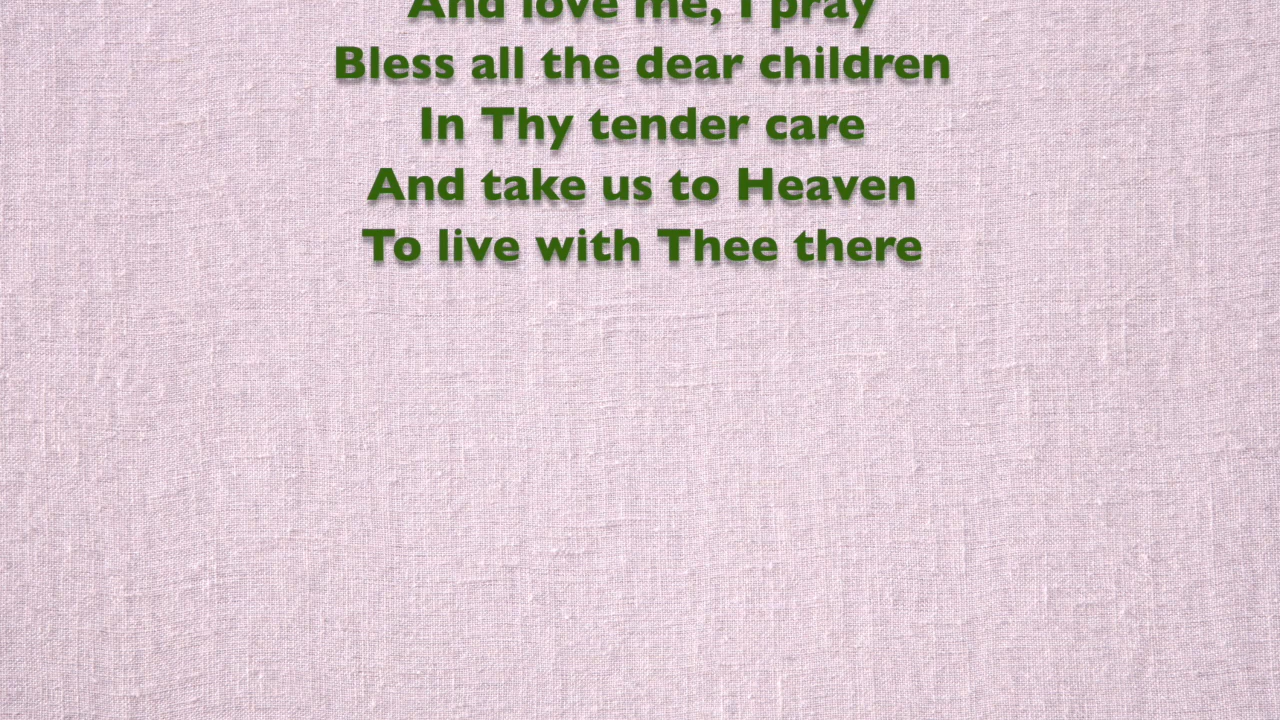 And love me, I pray
Bless all the dear children
In Thy tender care
And take us to Heaven
To live with Thee there